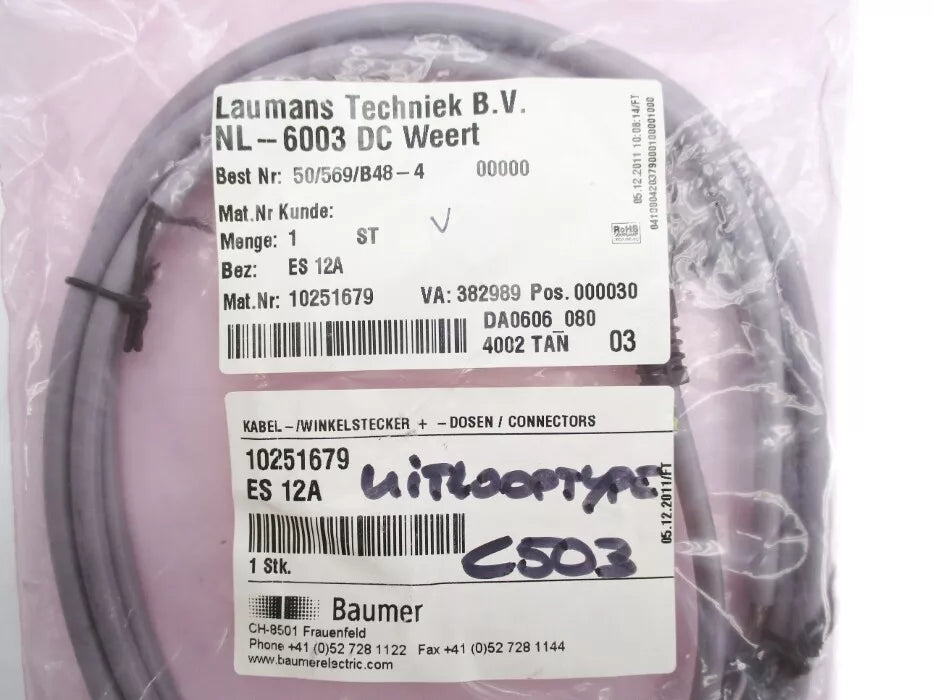 Laumans Techniek B.V.
NL-6003 DC Weert
Best Nr: 50/569/B48-4 00000
Mat.Nr Kunde:
Menge: 1 ST
Bez: ES 12A
Mat.Nr: 10251679 VA: 382989 Pos. 000030
DA0606_080
4002 TAN 03
05.12.2011 10:08:14/FT
RoHS
KABEL-/WINKELSTECKER + -DOSEN / CONNECTORS
10251679
ES 12A
UITLOOPTYPE
C503
05.12.2011/FT
1 Stk.
Baumer
CH-8501 Frauenfeld
Phone +41 (0)52 728 1122 Fax +41 (0)52 728 1144
www.baumerelectric.com